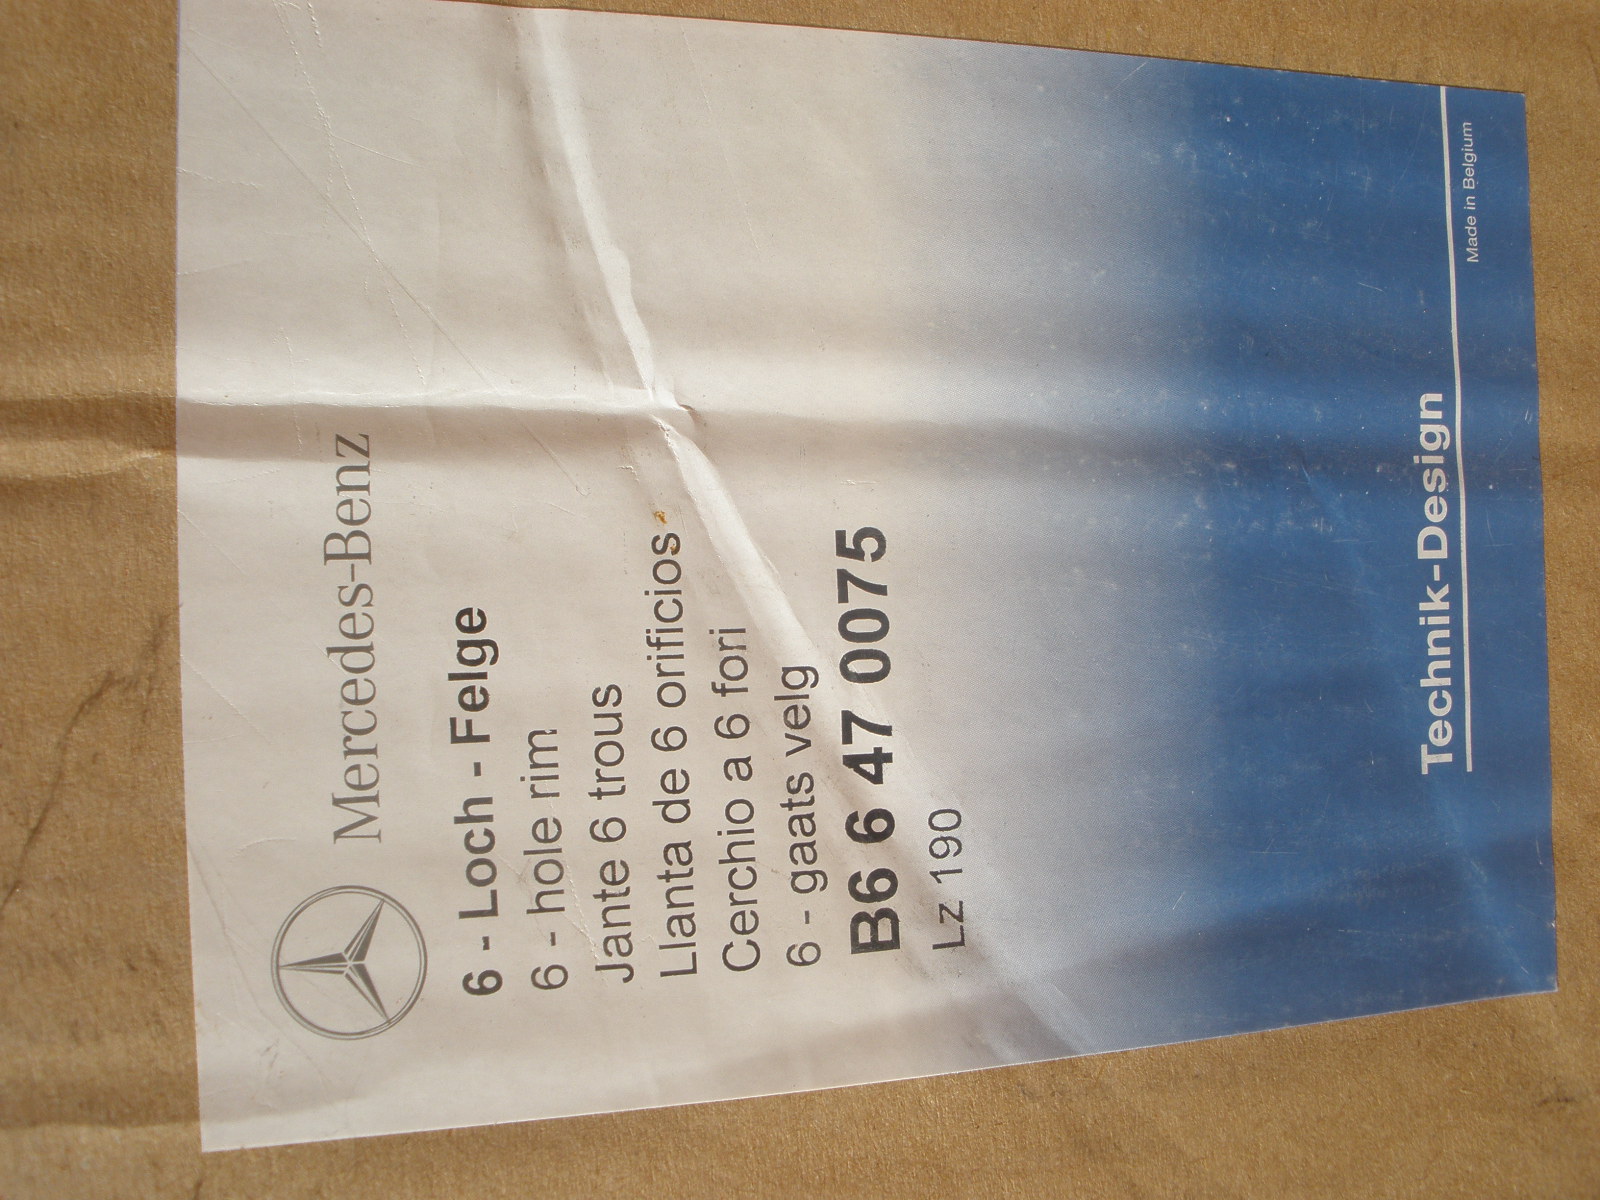 Mercedes-Benz
6 - Loch - Felge
6 - hole rim
Jante 6 trous
Llanta de 6 orificios
Cerchio a 6 fori
6 - gaats velg
B6 6 47 0075
Lz 190
Technik-Design
Made in Belgium